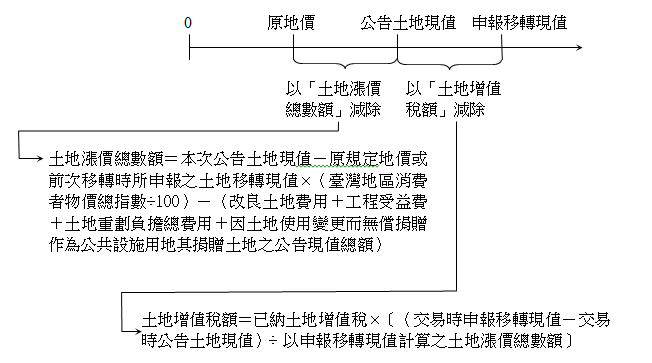 0 原地價 公告土地現值 申報移轉現值
以「土地漲價 以「土地增值
總數額」減除 稅額」減除
土地漲價總數額＝本次公告土地現值－原規定地價或
前次移轉時所申報之土地移轉現值×（臺灣地區消費
者物價總指數÷100）－（改良土地費用＋工程受益費
＋土地重劃負擔總費用＋因土地使用變更而無償捐贈
作為公共設施用地其捐贈土地之公告現值總額）
土地增值稅額＝已納土地增值稅×〔（交易時申報移轉現值－交易
時公告土地現值）÷以申報移轉現值計算之土地漲價總數額〕